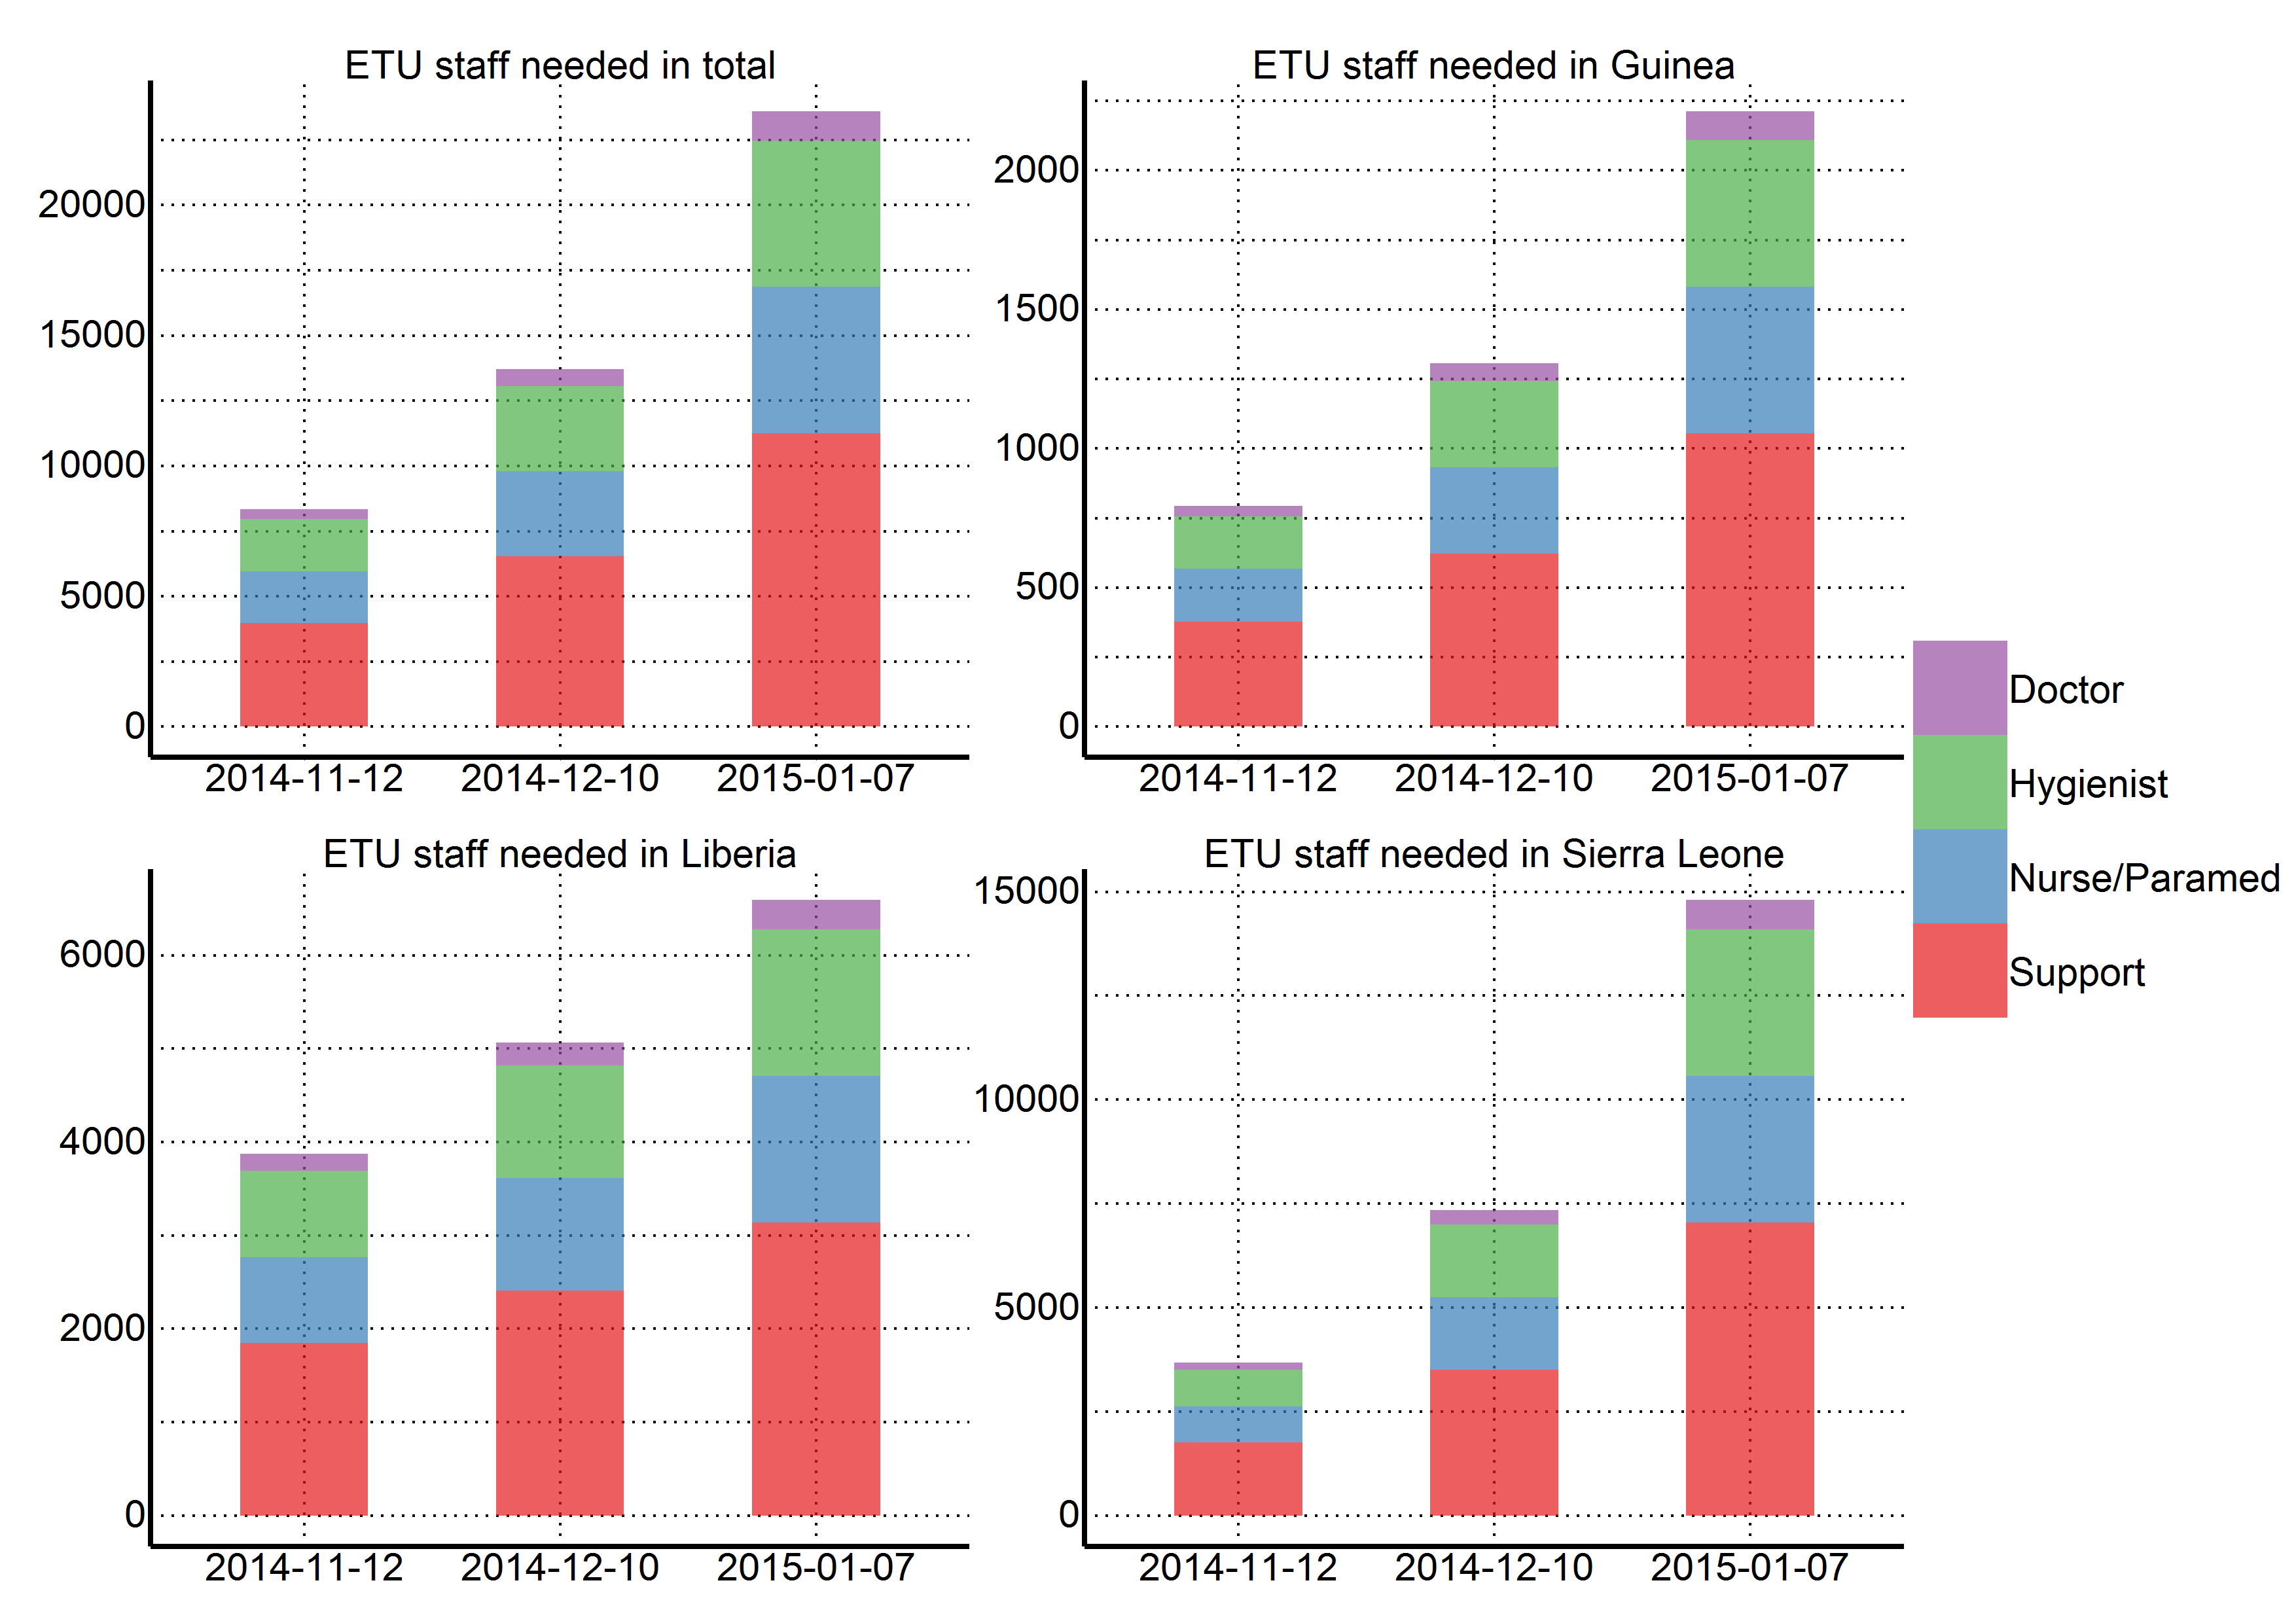 ETU staff needed in total
20000
15000
10000
5000
0
2014-11-12 2014-12-10 2015-01-07
ETU staff needed in Guinea
2000
1500
1000
500
0
2014-11-12 2014-12-10 2015-01-07
ETU staff needed in Liberia
6000
4000
2000
0
2014-11-12 2014-12-10 2015-01-07
ETU staff needed in Sierra Leone
15000
10000
5000
0
2014-11-12 2014-12-10 2015-01-07
Doctor
Hygienist
Nurse/Paramed
Support